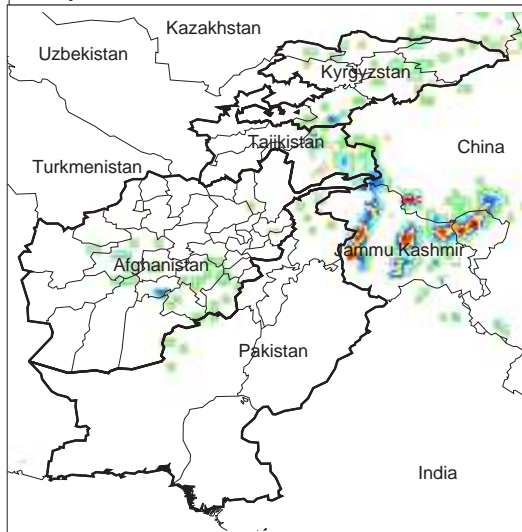 Kazakhstan
Uzbekistan
Kyrgyzstan
Tajikistan
China
Turkmenistan
Jammu Kashmir
Afghanistan
Pakistan
India